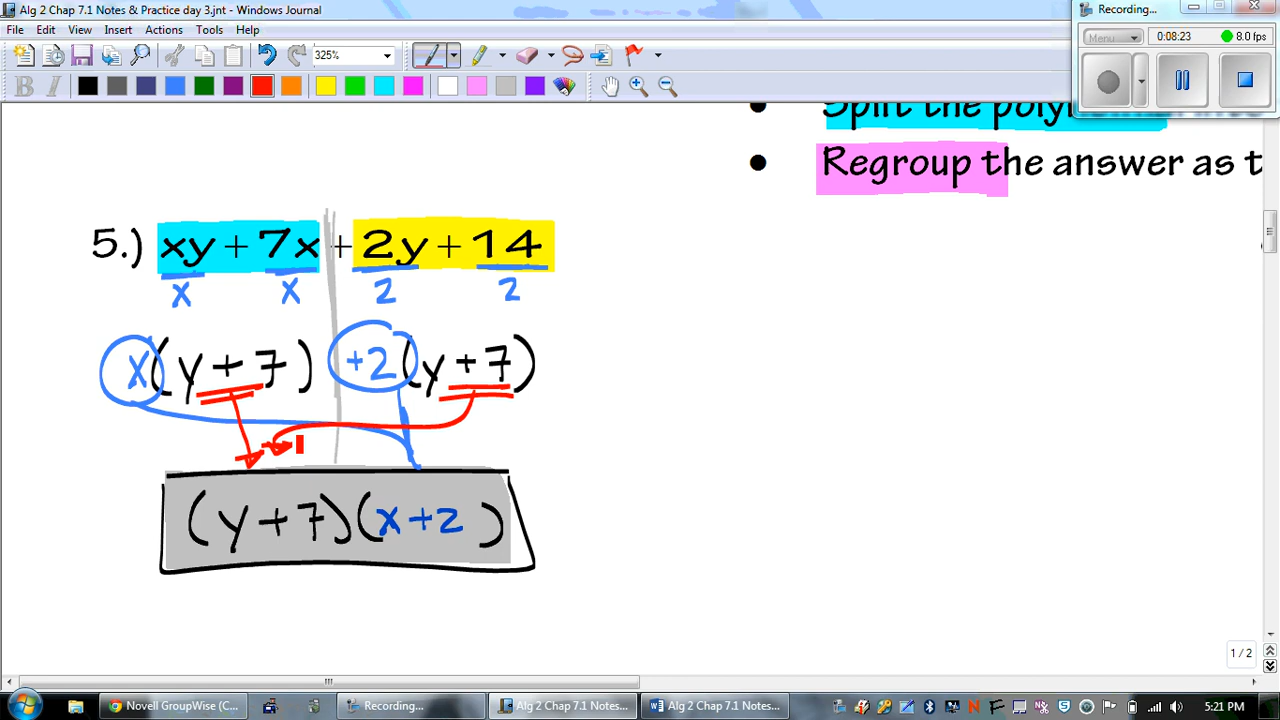 Alg 2 Chap 7.1 Notes & Practice day 3.jnt - Windows Journal
Recording...
File Edit View Insert Actions Tools Help
Menu 0:08:23 8.0 fps
325%
B I
Split the
• Regroup the answer as t
5.) xy + 7x + 2y + 14
x x 2 2
x(y + 7) +2(y + 7)
(y + 7)(x + 2)
1 / 2
Novell GroupWise (C... Recording... Alg 2 Chap 7.1 Notes... Alg 2 Chap 7.1 Notes... 5:21 PM